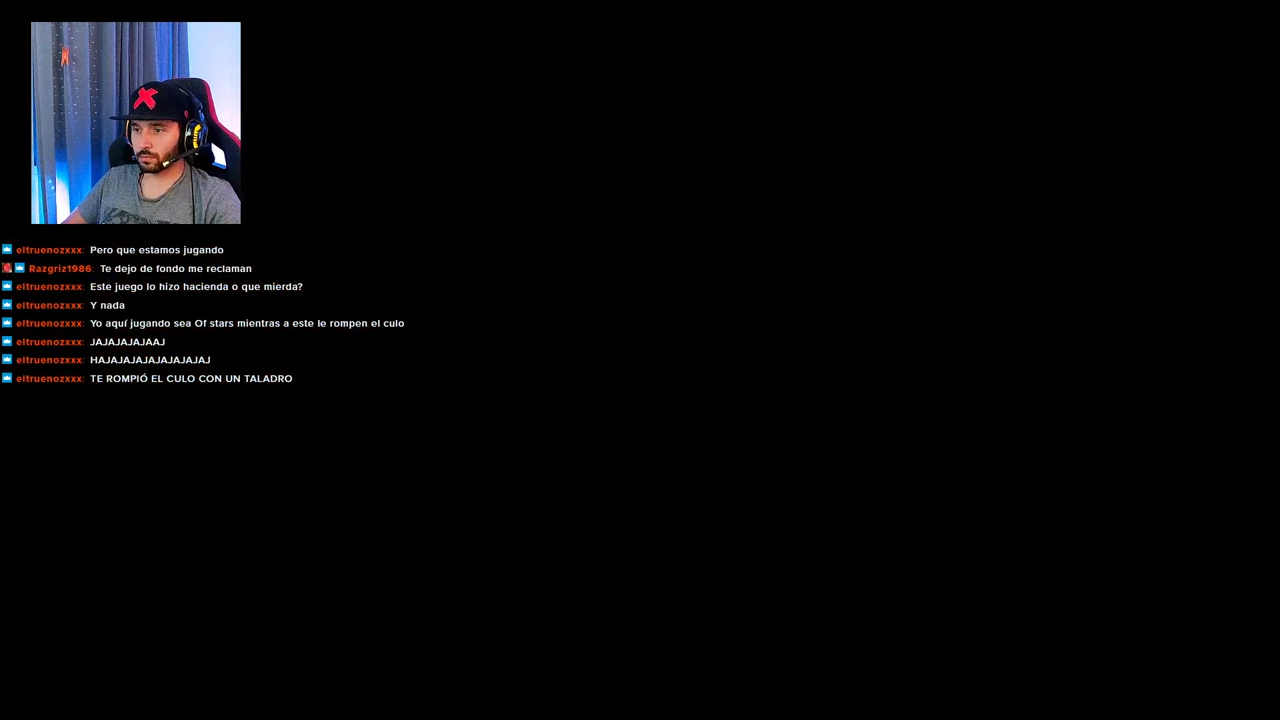 eltruenozxxx: Pero que estamos jugando
Razgriz1986: Te dejo de fondo me reclaman
eltruenozxxx: Este juego lo hizo hacienda o que mierda?
eltruenozxxx: Y nada
eltruenozxxx: Yo aquí jugando sea Of stars mientras a este le rompen el culo
eltruenozxxx: JAJAJAJAJAAJ
eltruenozxxx: HAJAJAJAJAJAJAJAJAJ
eltruenozxxx: TE ROMPIÓ EL CULO CON UN TALADRO